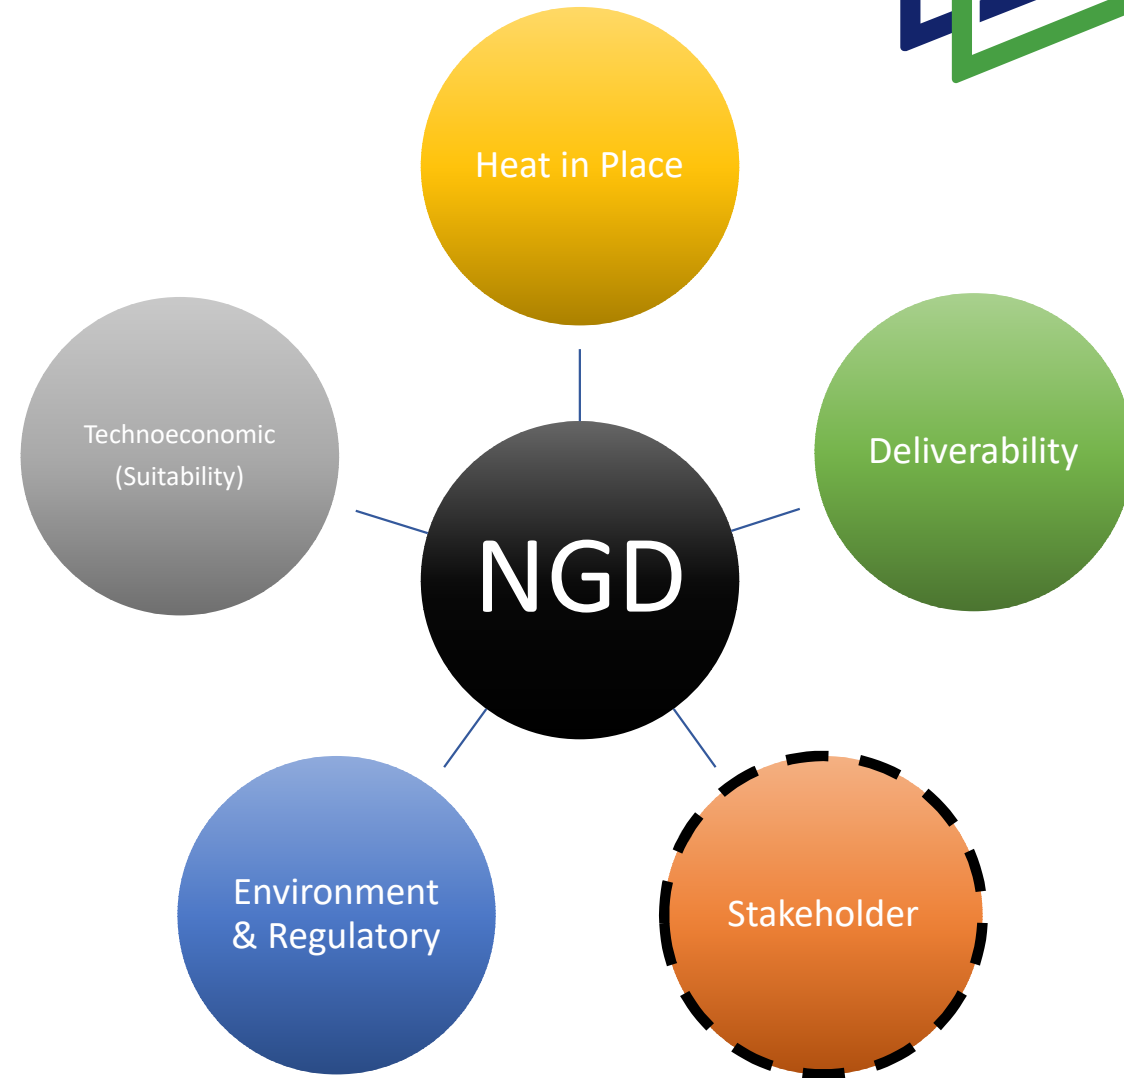 Heat in Place
Technoeconomic
(Suitability)
Deliverability
NGD
Environment
& Regulatory
Stakeholder